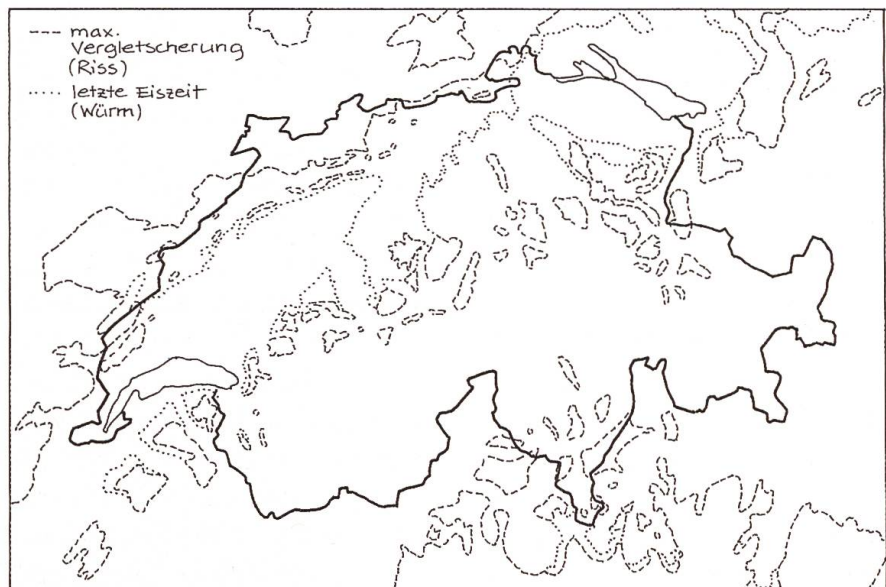 --- max.
Vergletscherung
(Riss)
..... letzte Eiszeit
(Würm)